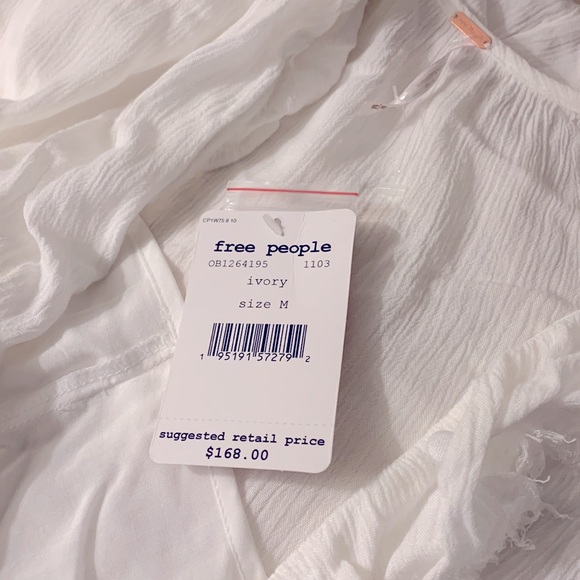 free people
OB1264195 1103
ivory
size M
1 95191 57279 2
suggested retail price
$168.00